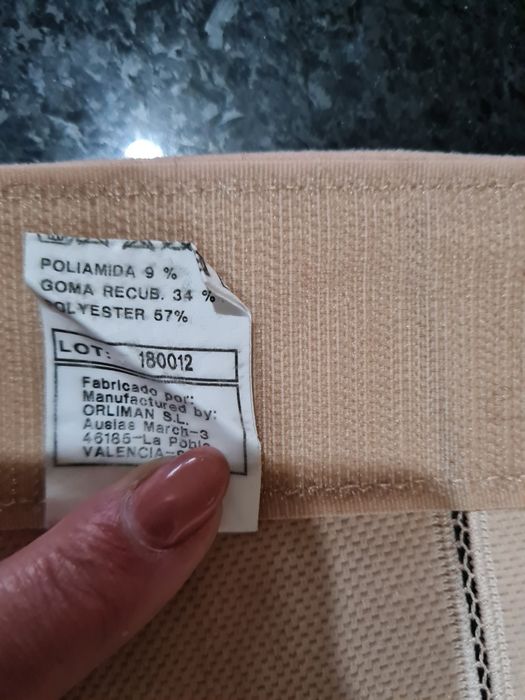 POLIAMIDA 9 %
GOMA RECUB. 34 %
POLYESTER 57%
LOT: 180012
Fabricado por:
Manufactured by:
ORLIMAN S.L.
Ausias March-3
46185-La Pobla
VALENCIA-